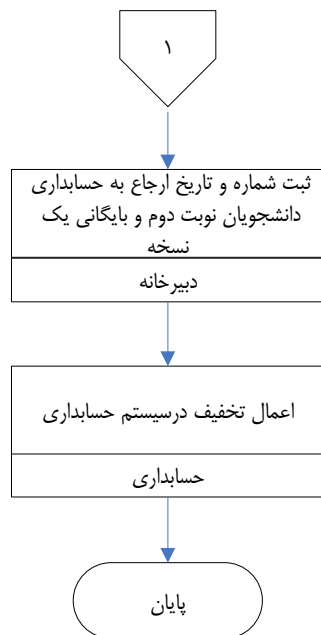 ۱
ثبت شماره و تاریخ ارجاع به حسابداری
دانشجویان نوبت دوم و بایگانی یک
نسخه
دبیرخانه
اعمال تخفیف درسیستم حسابداری
حسابداری
پایان